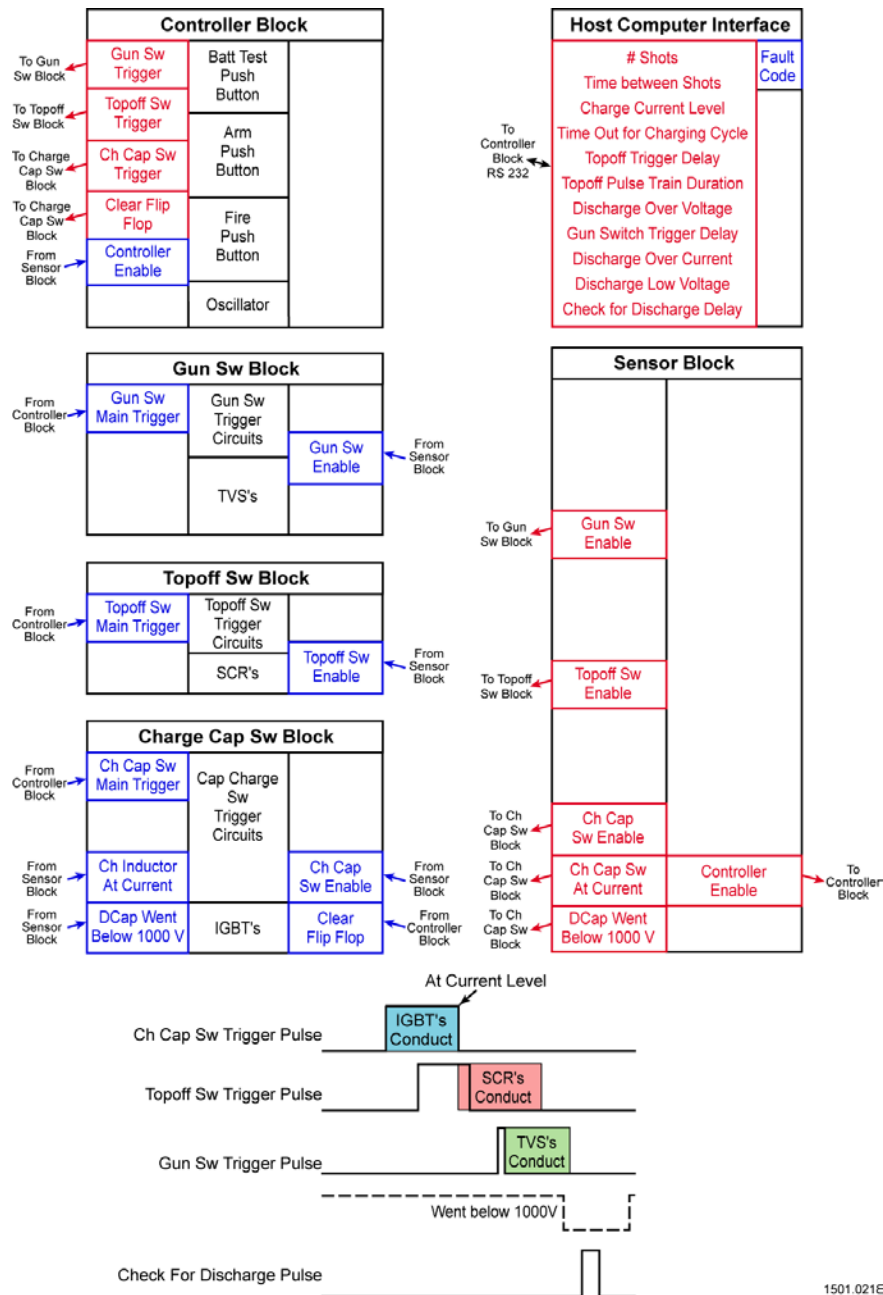 Controller Block
To Gun
Sw Block
Gun Sw
Trigger
Batt Test
Push
Button
To Topoff
Sw Block
Topoff Sw
Trigger
Arm
Push
Button
To Charge
Cap Sw
Block
Ch Cap Sw
Trigger
To Charge
Cap Sw
Block
Clear Flip
Flop
Fire
Push
Button
From
Sensor
Block
Controller
Enable
Oscillator
Host Computer Interface
# Shots
Time between Shots
Charge Current Level
Time Out for Charging Cycle
Topoff Trigger Delay
Topoff Pulse Train Duration
Discharge Over Voltage
Gun Switch Trigger Delay
Discharge Over Current
Discharge Low Voltage
Check for Discharge Delay
Fault
Code
To
Controller
Block
RS 232
Gun Sw Block
From
Controller
Block
Gun Sw
Main Trigger
Gun Sw
Trigger
Circuits
Gun Sw
Enable
From
Sensor
Block
TVS's
Topoff Sw Block
From
Controller
Block
Topoff Sw
Main Trigger
Topoff Sw
Trigger
Circuits
SCR's
Topoff Sw
Enable
From
Sensor
Block
Charge Cap Sw Block
From
Controller
Block
Ch Cap Sw
Main Trigger
Cap Charge
Sw
Trigger
Circuits
From
Sensor
Block
Ch Inductor
At Current
Ch Cap
Sw Enable
From
Sensor
Block
From
Sensor
Block
DCap Went
Below 1000 V
IGBT's
Clear
Flip Flop
From
Controller
Block
Sensor Block
To Gun
Sw Block
Gun Sw
Enable
To Topoff
Sw Block
Topoff Sw
Enable
To Ch
Cap Sw
Block
Ch Cap
Sw Enable
To Ch
Cap Sw
Block
Ch Cap Sw
At Current
Controller
Enable
To
Controller
Block
To Ch
Cap Sw
Block
DCap Went
Below 1000 V
At Current Level
Ch Cap Sw Trigger Pulse
IGBT's
Conduct
Topoff Sw Trigger Pulse
SCR's
Conduct
Gun Sw Trigger Pulse
TVS's
Conduct
Went below 1000V
Check For Discharge Pulse
1501.021E